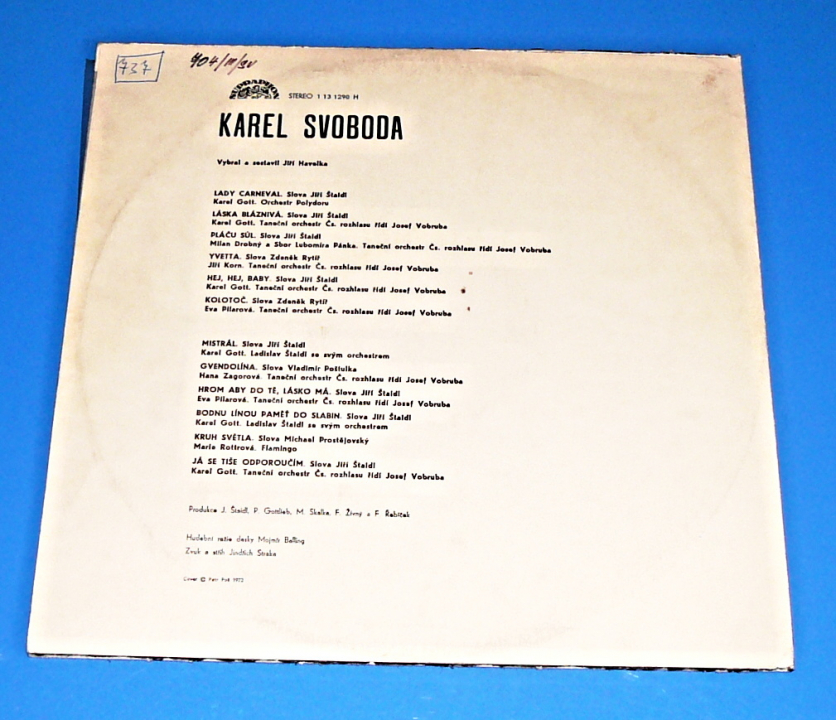 737
904/III/SV
SUPRAPHON
STEREO 1 13 1290 H
KAREL SVOBODA
Vybral a sestavil Jiří Havelka
LADY CARNEVAL. Slova Jiří Štaidl
Karel Gott. Orchestr Polydoru
LÁSKA BLÁZNIVÁ. Slova Jiří Štaidl
Karel Gott. Taneční orchestr Čs. rozhlasu řídí Josef Vobruba
PLÁČU SŮL. Slova Jiří Štaidl
Milan Drobný a Sbor Lubomíra Pánka. Taneční orchestr Čs. rozhlasu řídí Josef Vobruba
YVETTA. Slova Zdeněk Rytíř
Jiří Korn. Taneční orchestr Čs. rozhlasu řídí Josef Vobruba
HEJ, HEJ, BABY. Slova Jiří Štaidl
Karel Gott. Taneční orchestr Čs. rozhlasu řídí Josef Vobruba
KOLOTOČ. Slova Zdeněk Rytíř
Eva Pilarová. Taneční orchestr Čs. rozhlasu řídí Josef Vobruba
MISTRÁL. Slova Jiří Štaidl
Karel Gott. Ladislav Štaidl se svým orchestrem
GVENDOLÍNA. Slova Vladimír Poštulka
Hana Zagorová. Taneční orchestr Čs. rozhlasu řídí Josef Vobruba
HROM ABY DO TĚ, LÁSKO MÁ. Slova Jiří Štaidl
Eva Pilarová. Taneční orchestr Čs. rozhlasu řídí Josef Vobruba
BODNU LÍNOU PAMĚŤ DO SLABIN. Slova Jiří Štaidl
Karel Gott. Ladislav Štaidl se svým orchestrem
KRUH SVĚTLA. Slova Michael Prostějovský
Marie Rottrová. Flamingo
JÁ SE TIŠE ODPOROUČÍM. Slova Jiří Štaidl
Karel Gott. Taneční orchestr Čs. rozhlasu řídí Josef Vobruba
Produkce J. Štaidl, P. Gottlieb, M. Skalka, F. Živný a F. Řebíček
Hudební režie desky Mojmír Balling
Zvuk a střih Jindřich Straka
Cover © Petr 1972